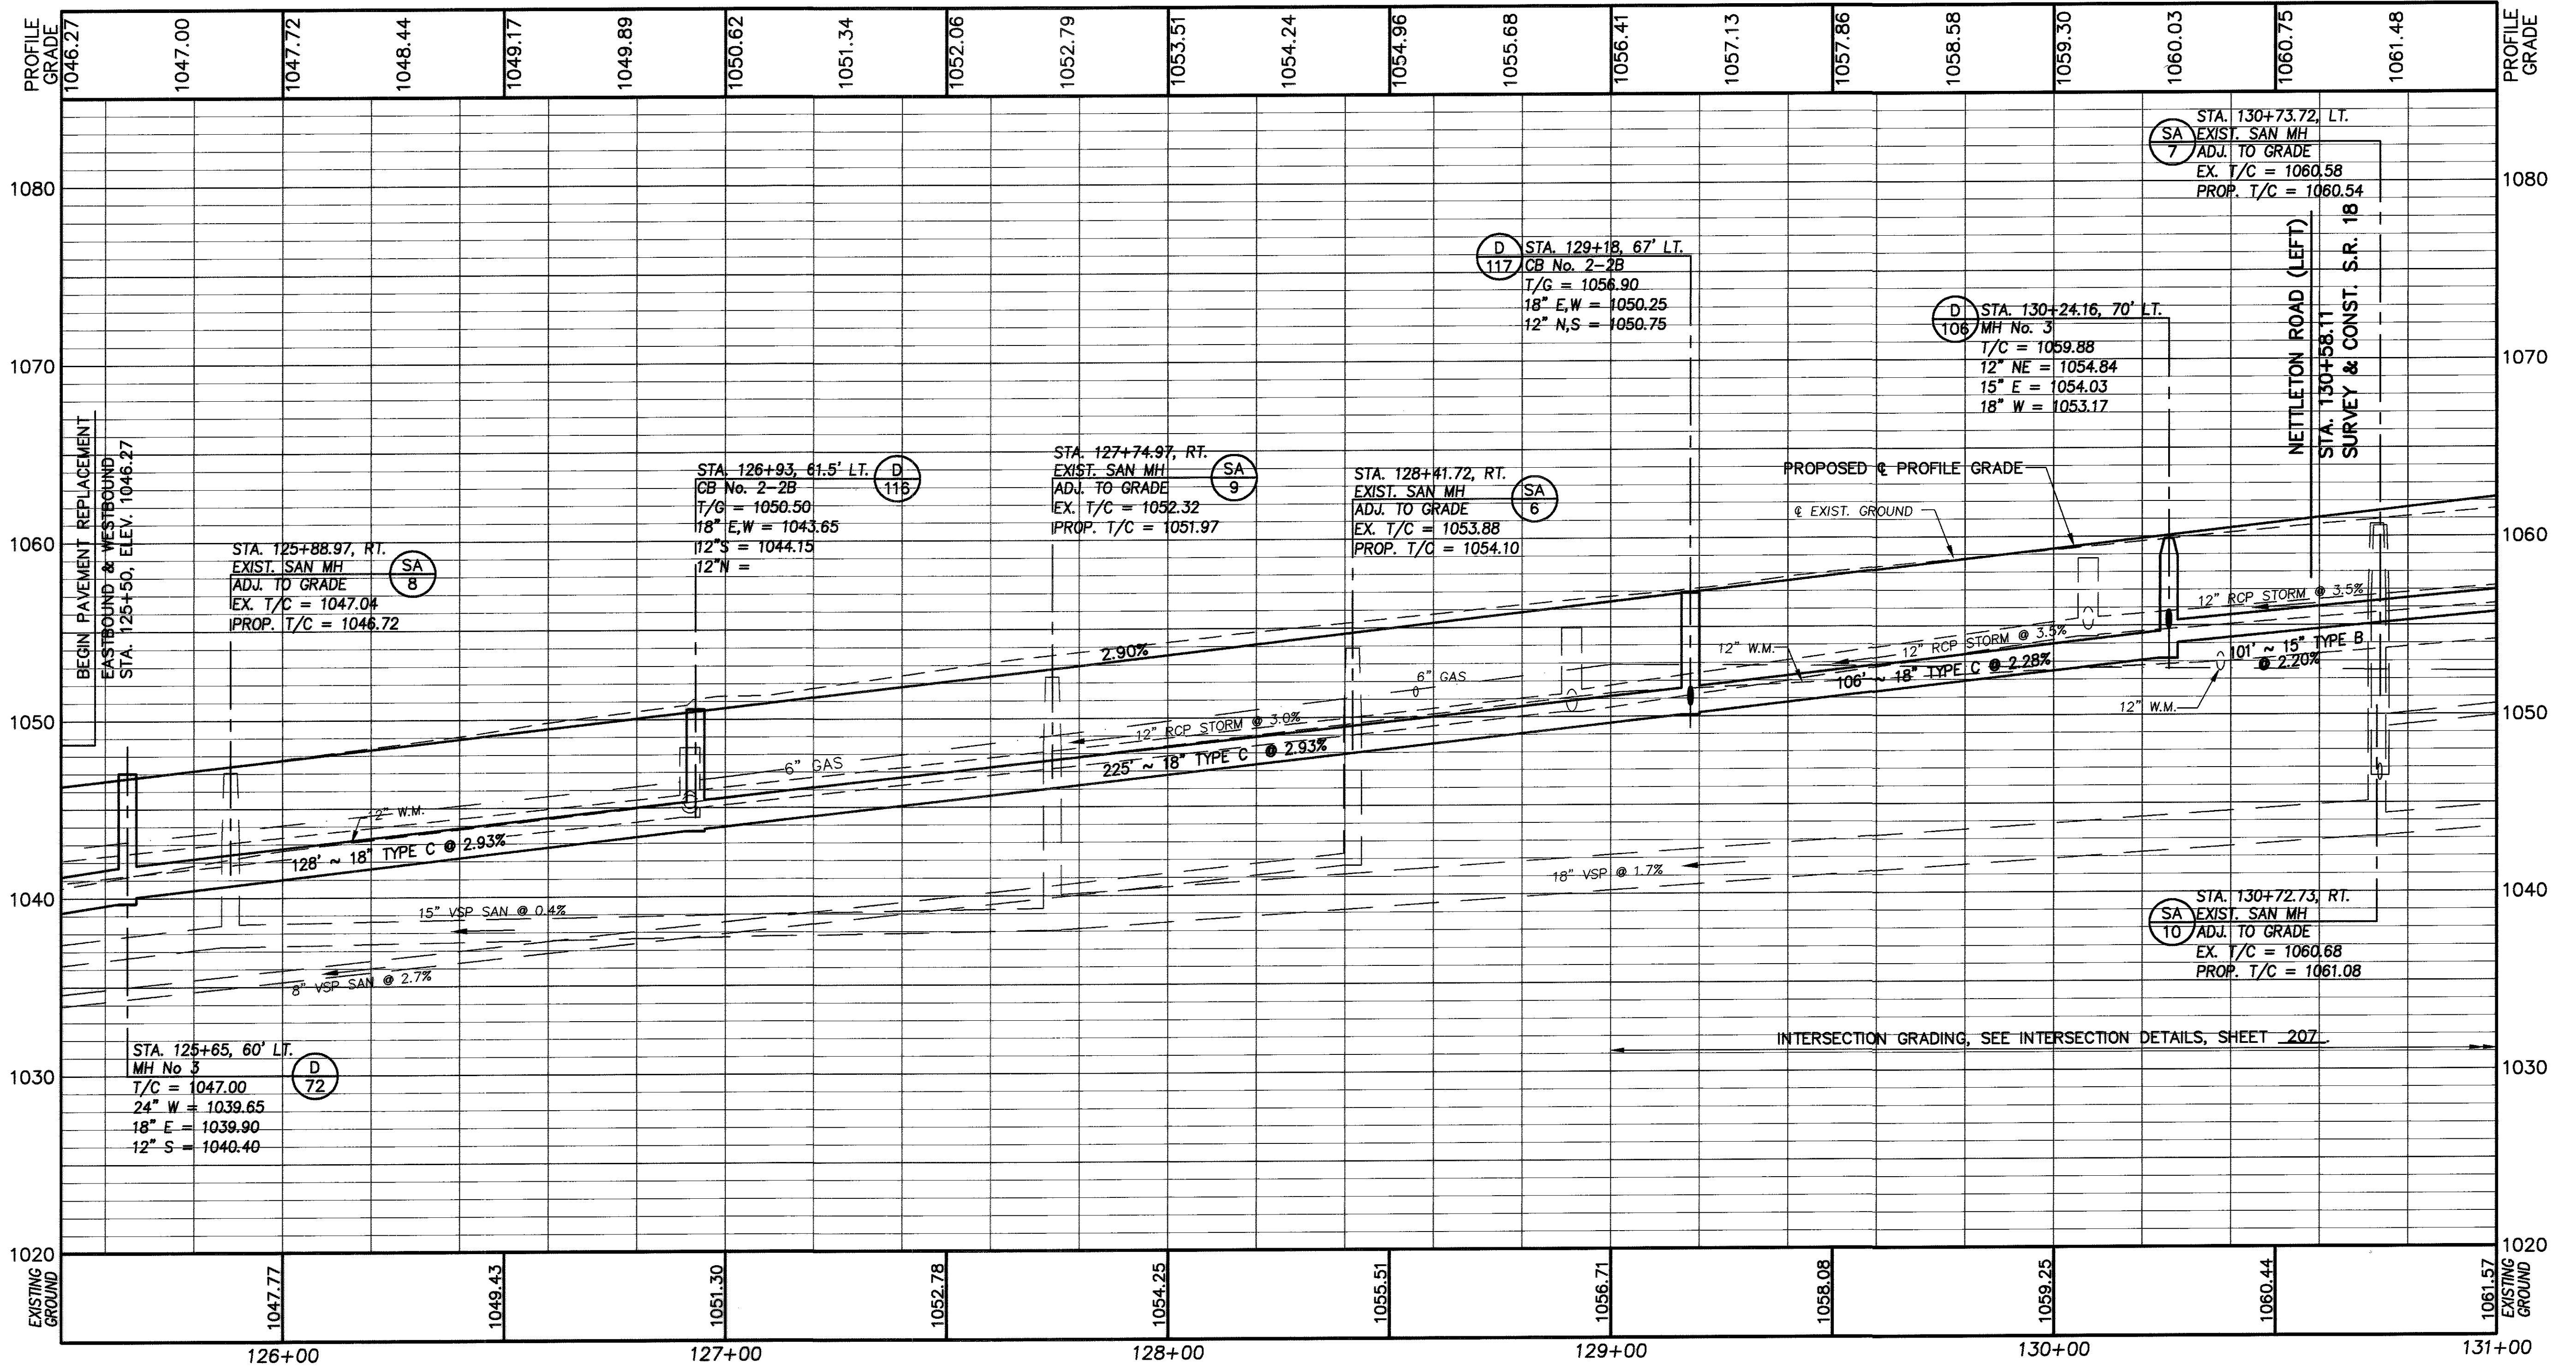 PROFILE
GRADE
1046.27
1047.00
1047.72
1048.44
1049.17
1049.89
1050.62
1051.34
1052.06
1052.79
1053.51
1054.24
1054.96
1055.68
1056.41
1057.13
1057.86
1058.58
1059.30
1060.03
1060.75
1061.48
PROFILE
GRADE
1080
1070
1060
1050
1040
1030
1020
1080
1070
1060
1050
1040
1030
1020
STA. 130+73.72, LT.
SA
7
EXIST. SAN MH
ADJ. TO GRADE
EX. T/C = 1060.58
PROP. T/C = 1060.54
NETTLETON ROAD (LEFT)
STA. 130+58.11
SURVEY & CONST. S.R. 18
D
117
STA. 129+18, 67' LT.
CB No. 2-2B
T/G = 1056.90
18" E,W = 1050.25
12" N,S = 1050.75
D
106
STA. 130+24.16, 70' LT.
MH No. 3
T/C = 1059.88
12" NE = 1054.84
15" E = 1054.03
18" W = 1053.17
BEGIN PAVEMENT REPLACEMENT
EASTBOUND & WESTBOUND
STA. 125+50, ELEV. 1046.27
STA. 125+88.97, RT.
EXIST. SAN MH
SA
8
ADJ. TO GRADE
EX. T/C = 1047.04
PROP. T/C = 1046.72
STA. 126+93, 61.5' LT.
D
116
CB No. 2-2B
T/G = 1050.50
18" E,W = 1043.65
12"S = 1044.15
12"N =
STA. 127+74.97, RT.
EXIST. SAN MH
SA
9
ADJ. TO GRADE
EX. T/C = 1052.32
PROP. T/C = 1051.97
STA. 128+41.72, RT.
EXIST. SAN MH
SA
6
ADJ. TO GRADE
EX. T/C = 1053.88
PROP. T/C = 1054.10
PROPOSED ℄ PROFILE GRADE
℄ EXIST. GROUND
2.90%
6" GAS
12" W.M.
12" RCP STORM @ 3.5%
106' ~ 18" TYPE C @ 2.28%
12" RCP STORM @ 3.5%
101' ~ 15" TYPE B
@ 2.20%
12" W.M.
12" RCP STORM @ 3.0%
225' ~ 18" TYPE C @ 2.93%
6" GAS
12" W.M.
128' ~ 18" TYPE C @ 2.93%
15" VSP SAN @ 0.4%
8" VSP SAN @ 2.7%
18" VSP @ 1.7%
STA. 130+72.73, RT.
SA
10
EXIST. SAN MH
ADJ. TO GRADE
EX. T/C = 1060.68
PROP. T/C = 1061.08
INTERSECTION GRADING, SEE INTERSECTION DETAILS, SHEET 207.
STA. 125+65, 60' LT.
MH No 3
D
72
T/C = 1047.00
24" W = 1039.65
18" E = 1039.90
12" S = 1040.40
EXISTING
GROUND
1047.77
1049.43
1051.30
1052.78
1054.25
1055.51
1056.71
1058.08
1059.25
1060.44
1061.57
EXISTING
GROUND
126+00
127+00
128+00
129+00
130+00
131+00